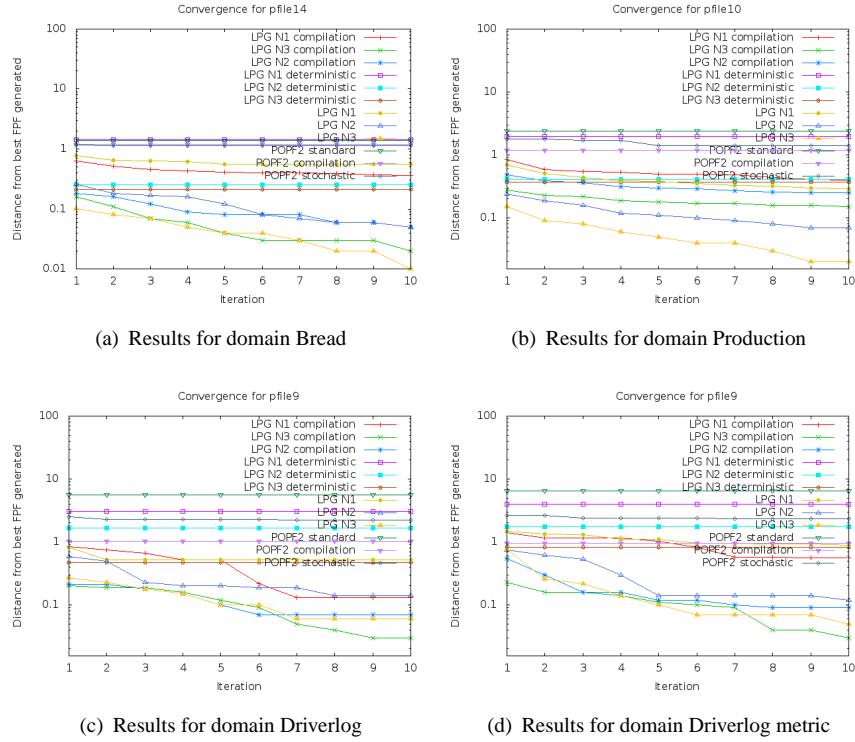 Convergence for pfile14
100
10
1
0.1
0.01
Distance from best FPF generated
LPG N1 compilation
LPG N3 compilation
LPG N2 compilation
LPG N1 deterministic
LPG N2 deterministic
LPG N3 deterministic
LPG N1
LPG N2
LPG N3
POPF2 standard
POPF2 compilation
POPF2 stochastic
1 2 3 4 5 6 7 8 9 10
Iteration
(a) Results for domain Bread
Convergence for pfile10
100
10
1
0.1
Distance from best FPF generated
LPG N1 compilation
LPG N3 compilation
LPG N2 compilation
LPG N1 deterministic
LPG N2 deterministic
LPG N3 deterministic
LPG N1
LPG N2
LPG N3
POPF2 standard
POPF2 compilation
POPF2 stochastic
1 2 3 4 5 6 7 8 9 10
Iteration
(b) Results for domain Production
Convergence for pfile9
100
10
1
0.1
Distance from best FPF generated
LPG N1 compilation
LPG N3 compilation
LPG N2 compilation
LPG N1 deterministic
LPG N2 deterministic
LPG N3 deterministic
LPG N1
LPG N2
LPG N3
POPF2 standard
POPF2 compilation
POPF2 stochastic
1 2 3 4 5 6 7 8 9 10
Iteration
(c) Results for domain Driverlog
Convergence for pfile9
100
10
1
0.1
Distance from best FPF generated
LPG N1 compilation
LPG N3 compilation
LPG N2 compilation
LPG N1 deterministic
LPG N2 deterministic
LPG N3 deterministic
LPG N1
LPG N2
LPG N3
POPF2 standard
POPF2 compilation
POPF2 stochastic
1 2 3 4 5 6 7 8 9 10
Iteration
(d) Results for domain Driverlog metric